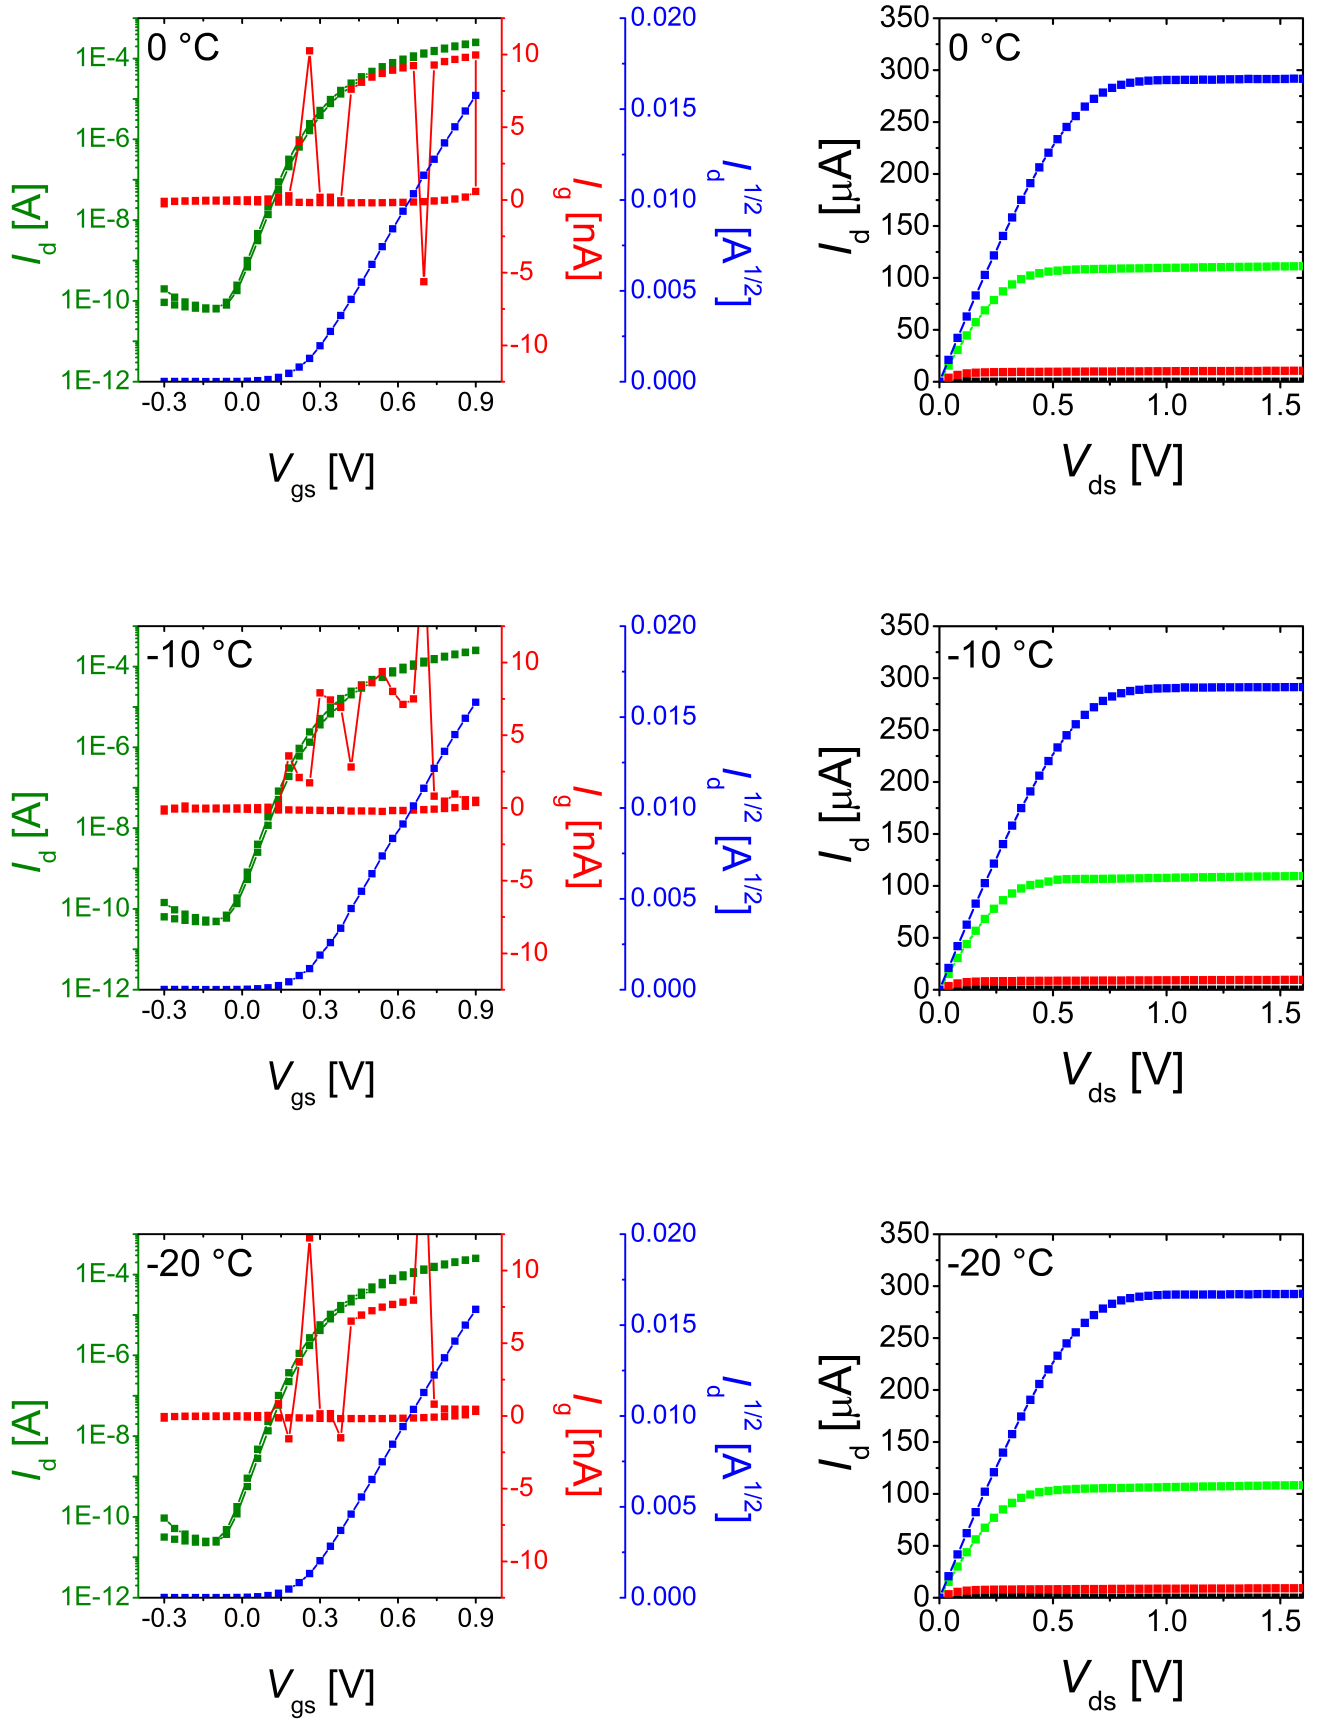 0 °C
1E-4
1E-6
1E-8
1E-10
1E-12
I_d [A]
-0.3 0.0 0.3 0.6 0.9
V_gs [V]
10
5
0
-5
-10
I_g [nA]
0.020
0.015
0.010
0.005
0.000
I_d^1/2 [A^1/2]
0 °C
350
300
250
200
150
100
50
0
I_d [µA]
0.0 0.5 1.0 1.5
V_ds [V]
-10 °C
1E-4
1E-6
1E-8
1E-10
1E-12
I_d [A]
-0.3 0.0 0.3 0.6 0.9
V_gs [V]
10
5
0
-5
-10
I_g [nA]
0.020
0.015
0.010
0.005
0.000
I_d^1/2 [A^1/2]
-10 °C
350
300
250
200
150
100
50
0
I_d [µA]
0.0 0.5 1.0 1.5
V_ds [V]
-20 °C
1E-4
1E-6
1E-8
1E-10
1E-12
I_d [A]
-0.3 0.0 0.3 0.6 0.9
V_gs [V]
10
5
0
-5
-10
I_g [nA]
0.020
0.015
0.010
0.005
0.000
I_d^1/2 [A^1/2]
-20 °C
350
300
250
200
150
100
50
0
I_d [µA]
0.0 0.5 1.0 1.5
V_ds [V]